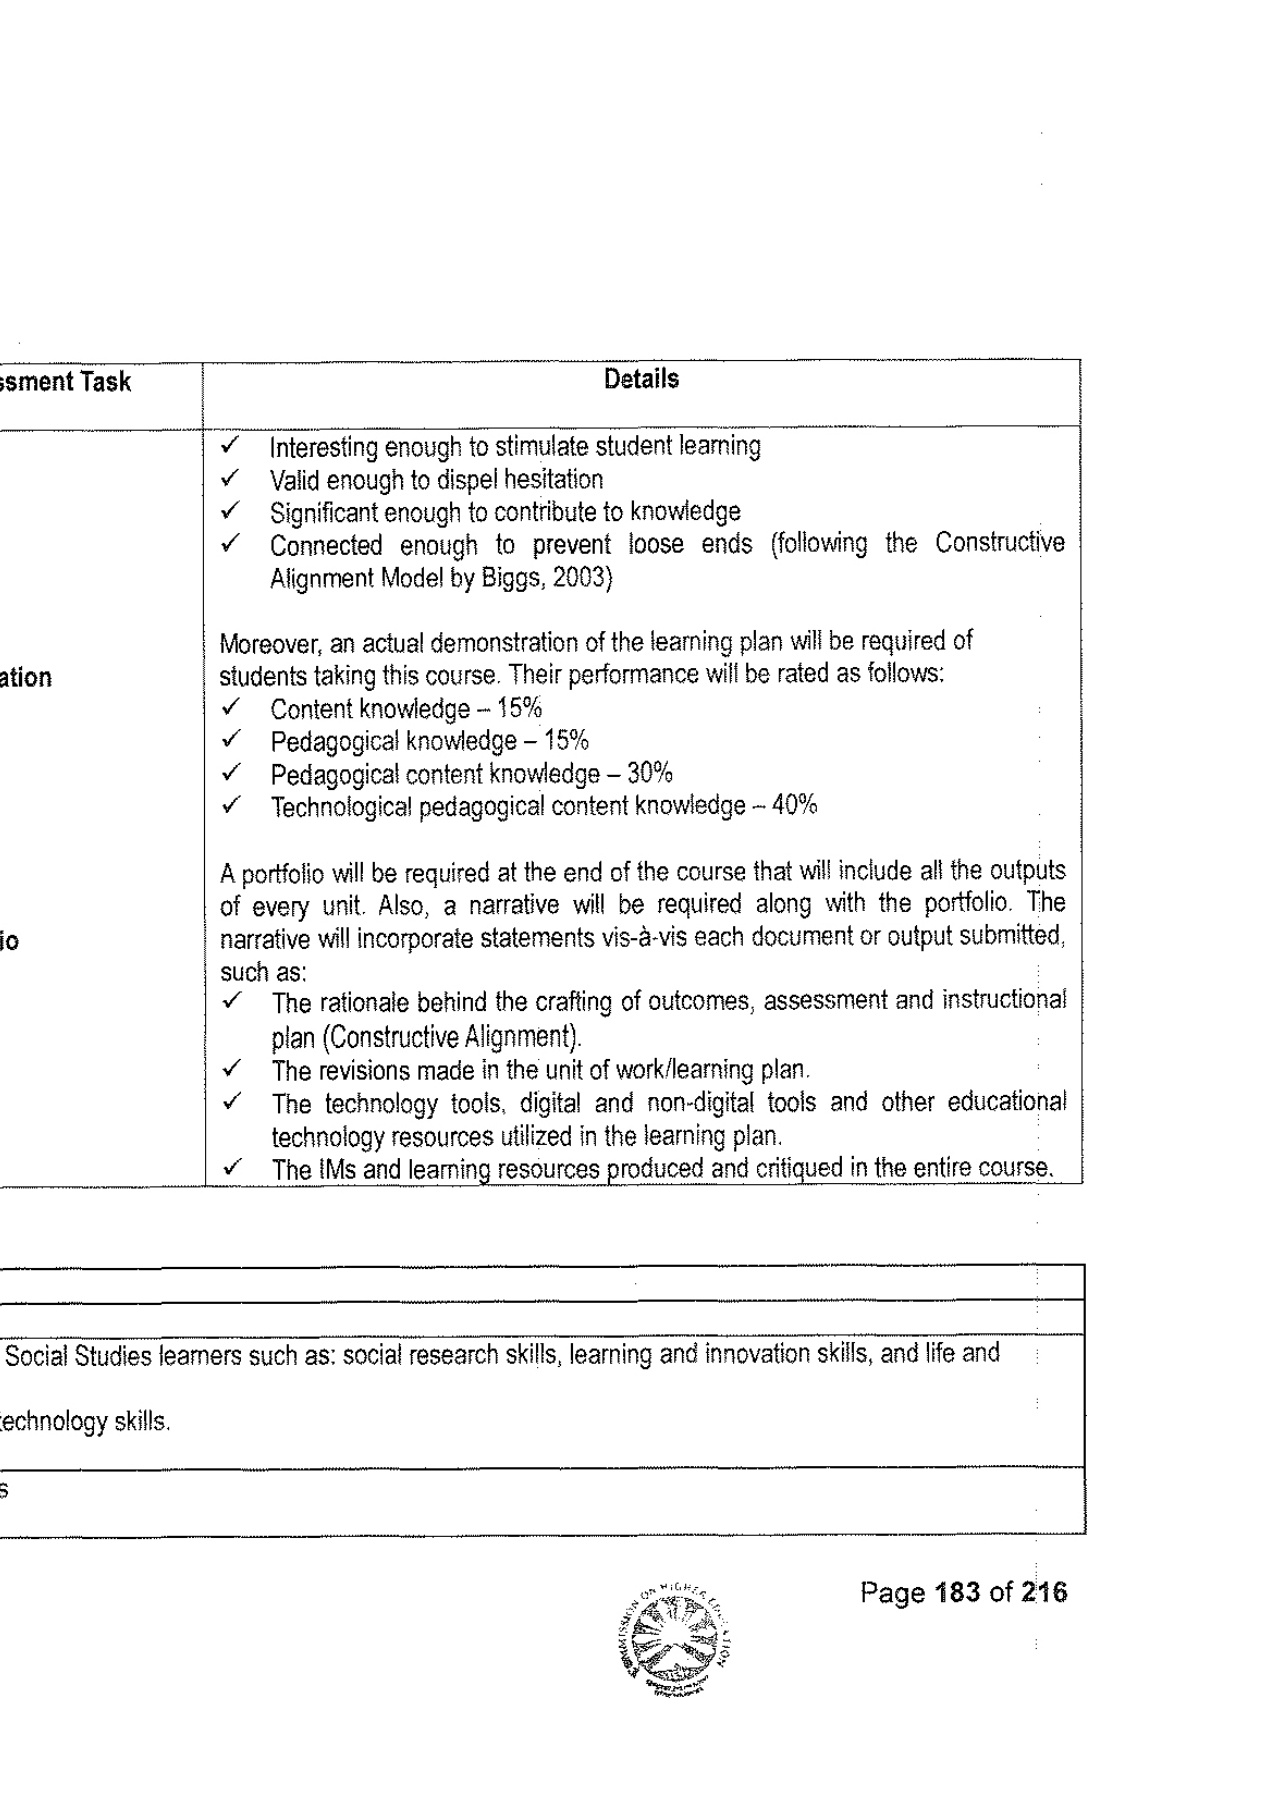 ssment Task
Details
✓ Interesting enough to stimulate student learning
✓ Valid enough to dispel hesitation
✓ Significant enough to contribute to knowledge
✓ Connected enough to prevent loose ends (following the Constructive
Alignment Model by Biggs, 2003)
Moreover, an actual demonstration of the learning plan will be required of
ation
students taking this course. Their performance will be rated as follows:
✓ Content knowledge – 15%
✓ Pedagogical knowledge – 15%
✓ Pedagogical content knowledge – 30%
✓ Technological pedagogical content knowledge – 40%
A portfolio will be required at the end of the course that will include all the outputs
of every unit. Also, a narrative will be required along with the portfolio. The
io
narrative will incorporate statements vis-à-vis each document or output submitted,
such as:
✓ The rationale behind the crafting of outcomes, assessment and instructional
plan (Constructive Alignment).
✓ The revisions made in the unit of work/learning plan.
✓ The technology tools, digital and non-digital tools and other educational
technology resources utilized in the learning plan.
✓ The IMs and learning resources produced and critiqued in the entire course.
Social Studies learners such as: social research skills, learning and innovation skills, and life and
technology skills.
s
COMMISSION ON HIGHER EDUCATION
Page 183 of 216